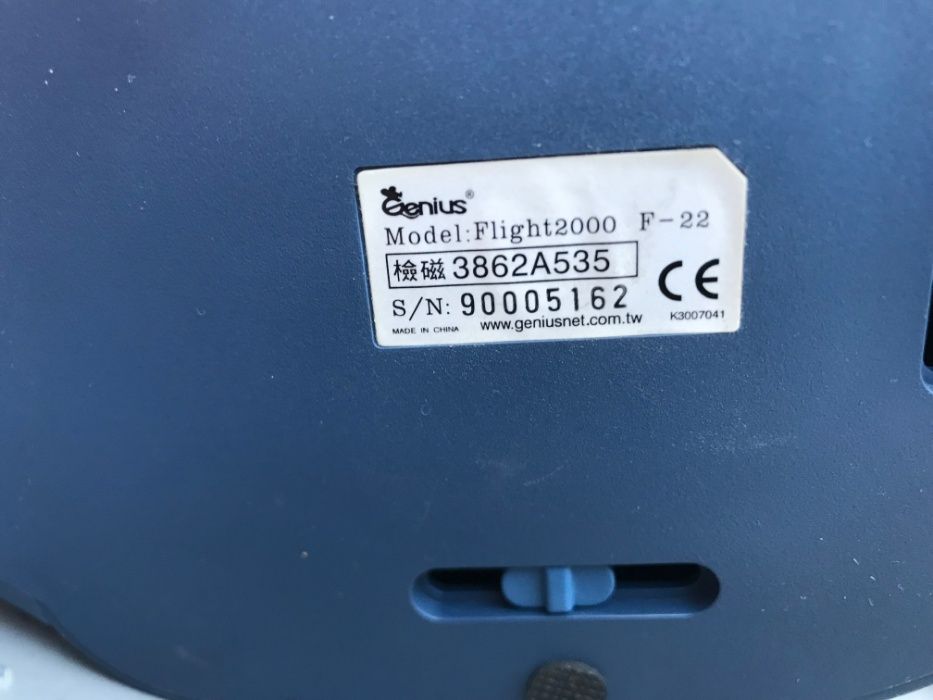 Genius®
Model:Flight2000 F-22
檢磁 3862A535
S/N: 90005162
MADE IN CHINA www.geniusnet.com.tw K3007041
CE